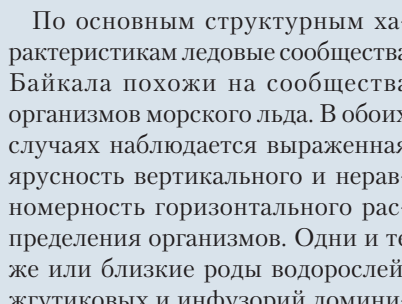 По основным структурным ха-
рактеристикам ледовые сообщества
Байкала похожи на сообщества
организмов морского льда. В обоих
случаях наблюдается выраженная
ярусность вертикального и нерав-
номерность горизонтального рас-
пределения организмов. Одни и те
же или близкие роды водорослей,
жгутиковых и инфузорий домини-